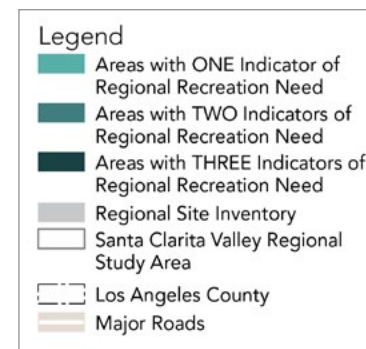 Legend
Areas with ONE Indicator of
Regional Recreation Need
Areas with TWO Indicators of
Regional Recreation Need
Areas with THREE Indicators of
Regional Recreation Need
Regional Site Inventory
Santa Clarita Valley Regional
Study Area
Los Angeles County
Major Roads